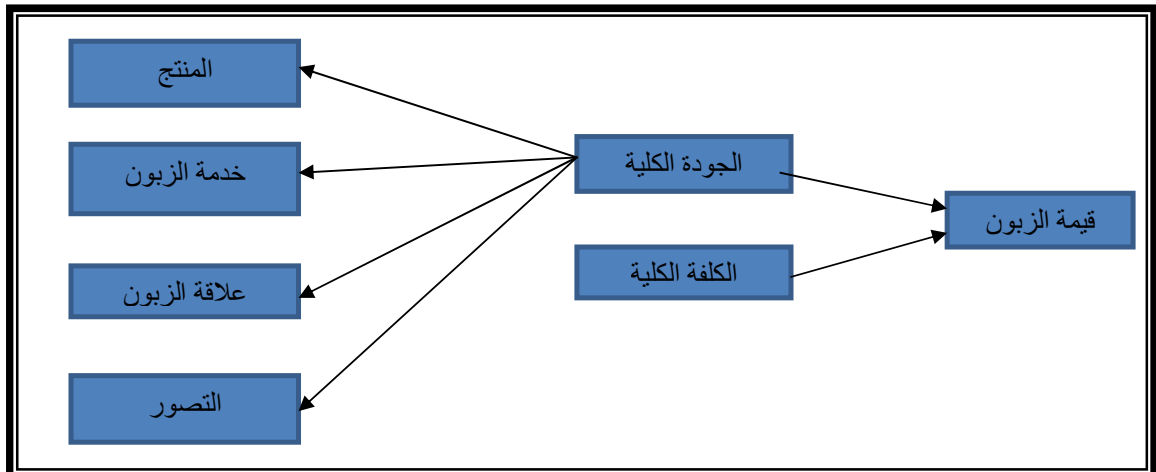 المنتج
خدمة الزبون
علاقة الزبون
التصور
الجودة الكلية
الكلفة الكلية
قيمة الزبون